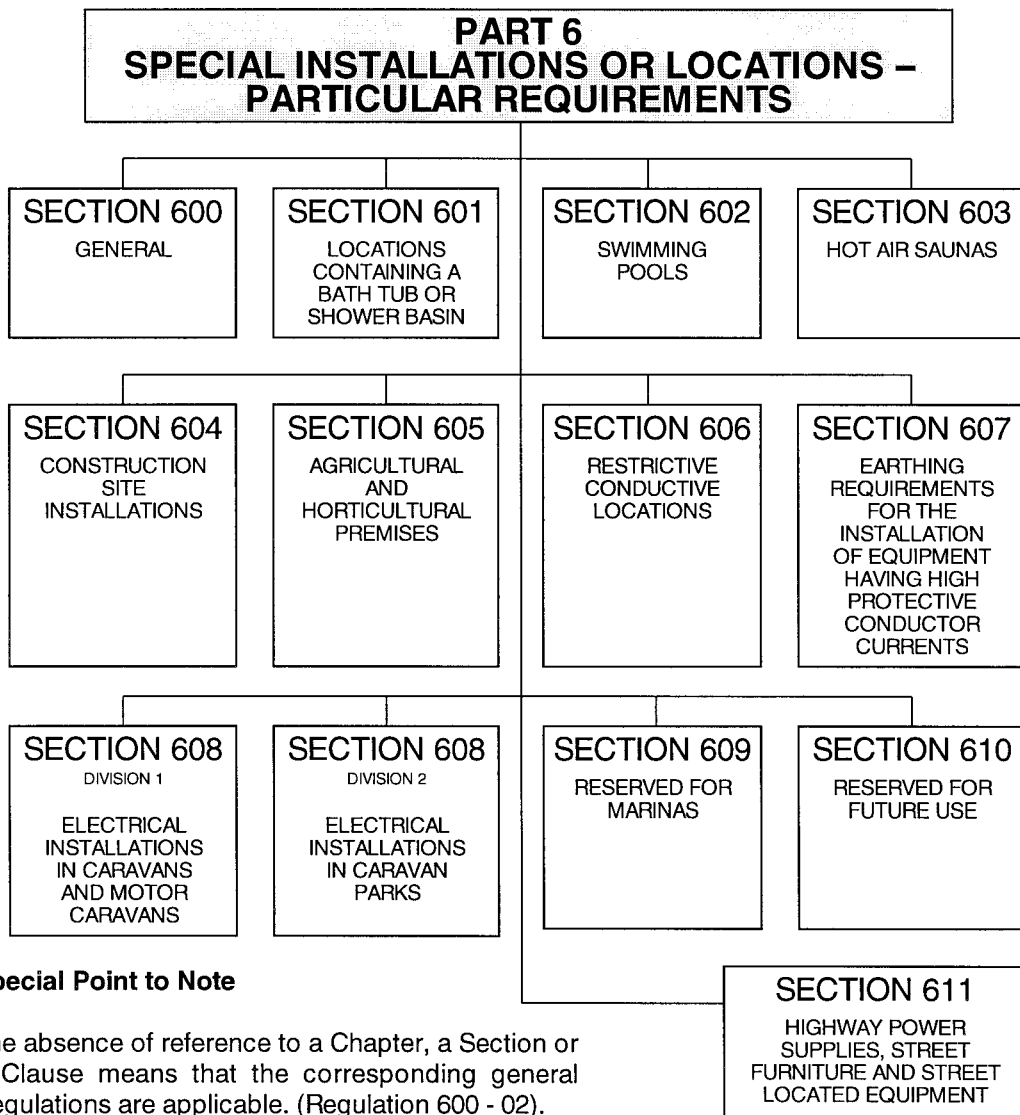 PART 6
SPECIAL INSTALLATIONS OR LOCATIONS –
PARTICULAR REQUIREMENTS
SECTION 600
GENERAL
SECTION 601
LOCATIONS
CONTAINING A
BATH TUB OR
SHOWER BASIN
SECTION 602
SWIMMING
POOLS
SECTION 603
HOT AIR SAUNAS
SECTION 604
CONSTRUCTION
SITE
INSTALLATIONS
SECTION 605
AGRICULTURAL
AND
HORTICULTURAL
PREMISES
SECTION 606
RESTRICTIVE
CONDUCTIVE
LOCATIONS
SECTION 607
EARTHING
REQUIREMENTS
FOR THE
INSTALLATION
OF EQUIPMENT
HAVING HIGH
PROTECTIVE
CONDUCTOR
CURRENTS
SECTION 608
DIVISION 1
ELECTRICAL
INSTALLATIONS
IN CARAVANS
AND MOTOR
CARAVANS
SECTION 608
DIVISION 2
ELECTRICAL
INSTALLATIONS
IN CARAVAN
PARKS
SECTION 609
RESERVED FOR
MARINAS
SECTION 610
RESERVED FOR
FUTURE USE
pecial Point to Note
he absence of reference to a Chapter, a Section or
Clause means that the corresponding general
egulations are applicable. (Regulation 600 - 02).
SECTION 611
HIGHWAY POWER
SUPPLIES, STREET
FURNITURE AND STREET
LOCATED EQUIPMENT